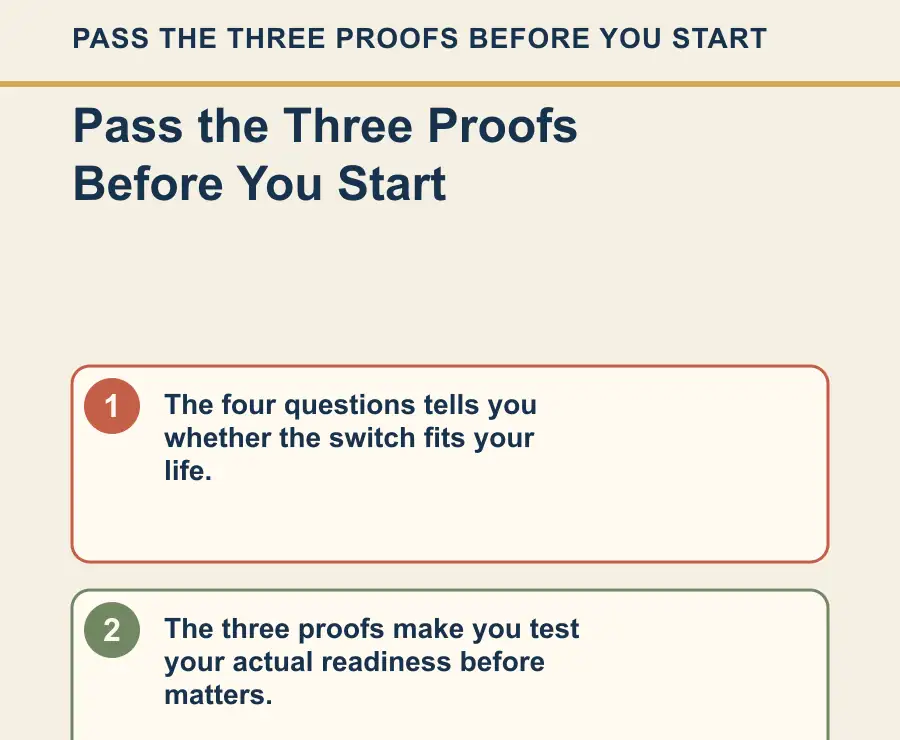 PASS THE THREE PROOFS BEFORE YOU START
Pass the Three Proofs
Before You Start
1
The four questions tells you
whether the switch fits your
life.
2
The three proofs make you test
your actual readiness before
matters.